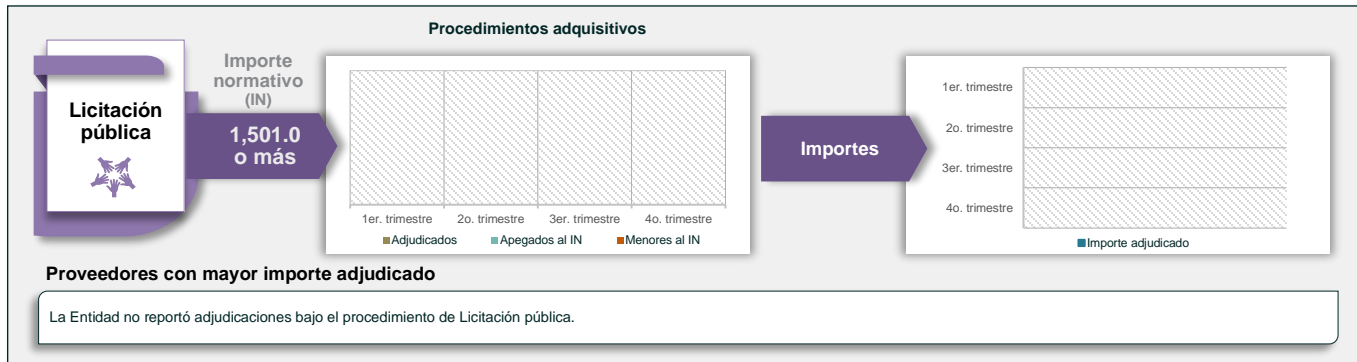 Procedimientos adquisitivos
Licitación
pública
Importe
normativo
(IN)
1,501.0
o más
1er. trimestre
2o. trimestre
3er. trimestre
4o. trimestre
Adjudicados
Apegados al IN
Menores al IN
Importes
1er. trimestre
2o. trimestre
3er. trimestre
4o. trimestre
Importe adjudicado
Proveedores con mayor importe adjudicado
La Entidad no reportó adjudicaciones bajo el procedimiento de Licitación pública.